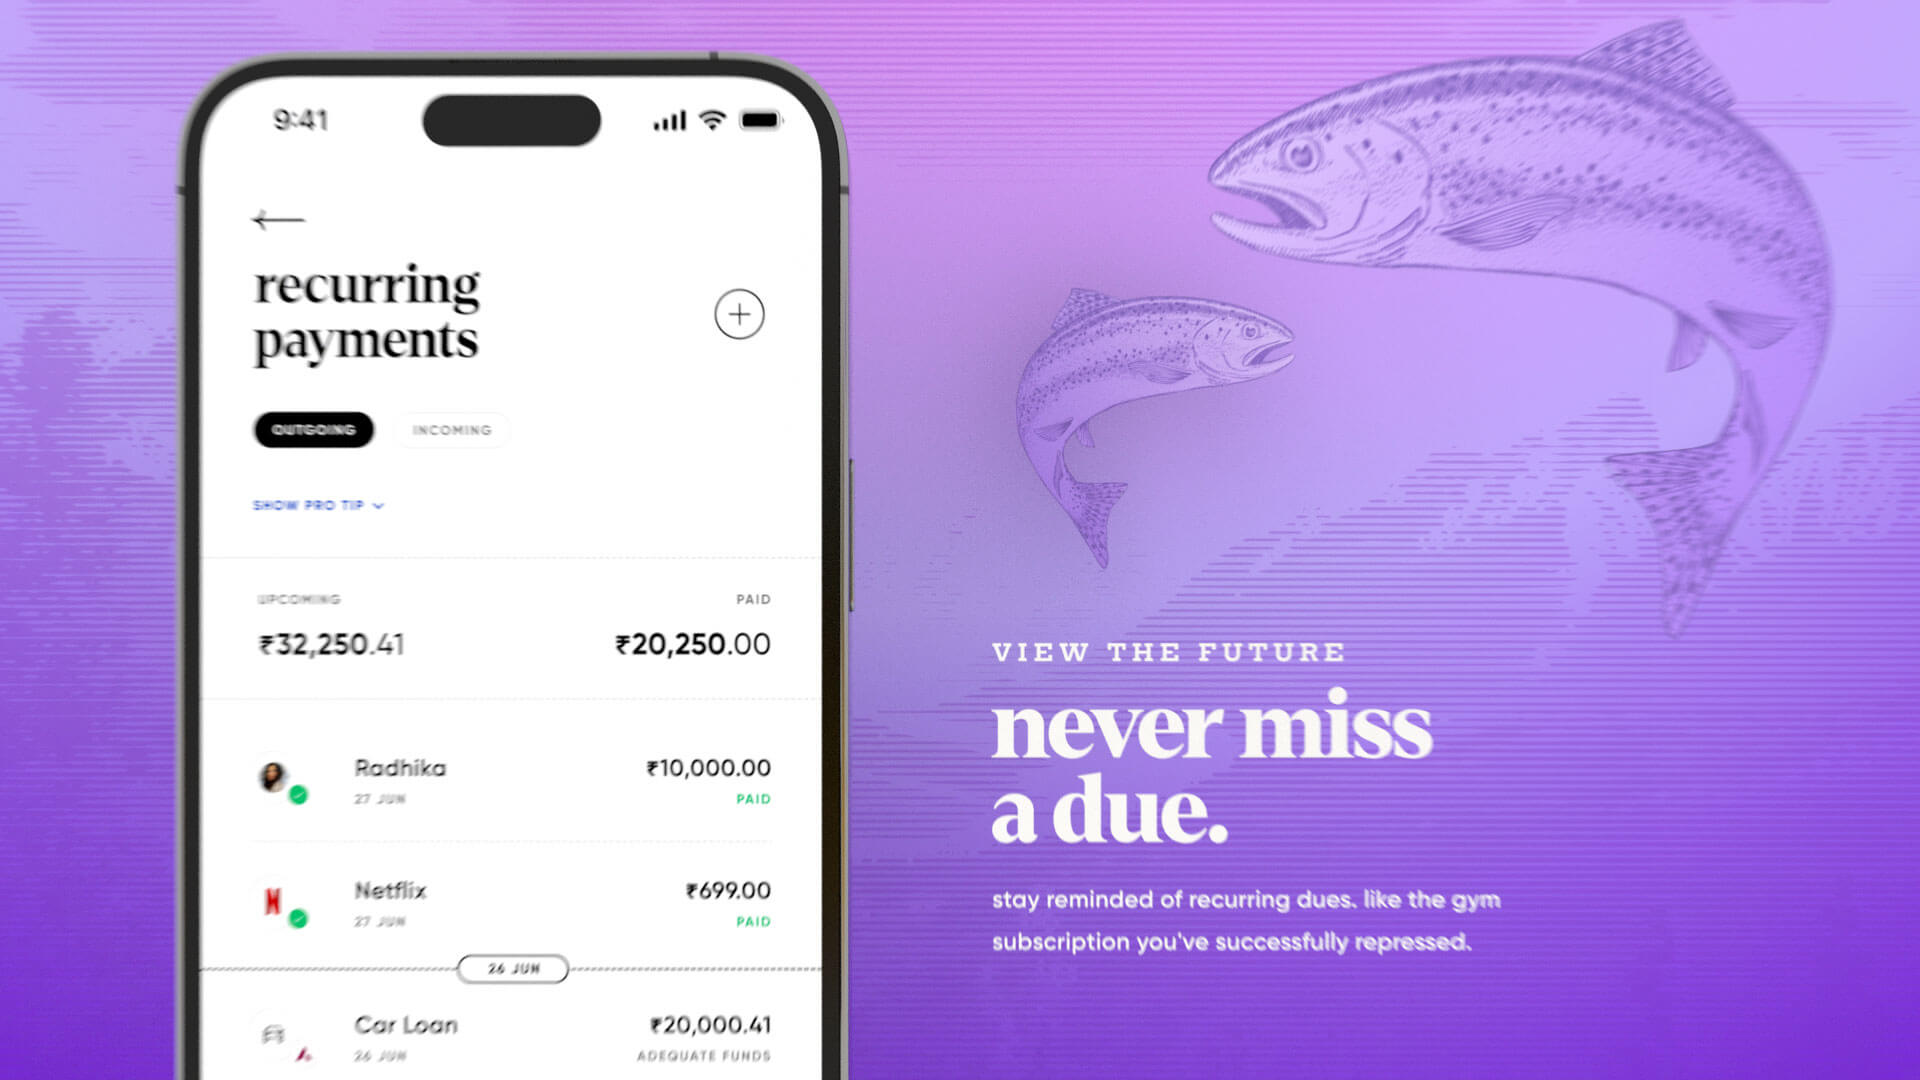 9:41
recurring
payments
OUTGOING
INCOMING
SHOW PRO TIP
UPCOMING
PAID
₹32,250.41
₹20,250.00
Radhika
₹10,000.00
27 JUN
PAID
Netflix
₹699.00
27 JUN
PAID
26 JUN
Car Loan
₹20,000.41
26 JUN
ADEQUATE FUNDS
VIEW THE FUTURE
never miss
a due.
stay reminded of recurring dues. like the gym
subscription you've successfully repressed.